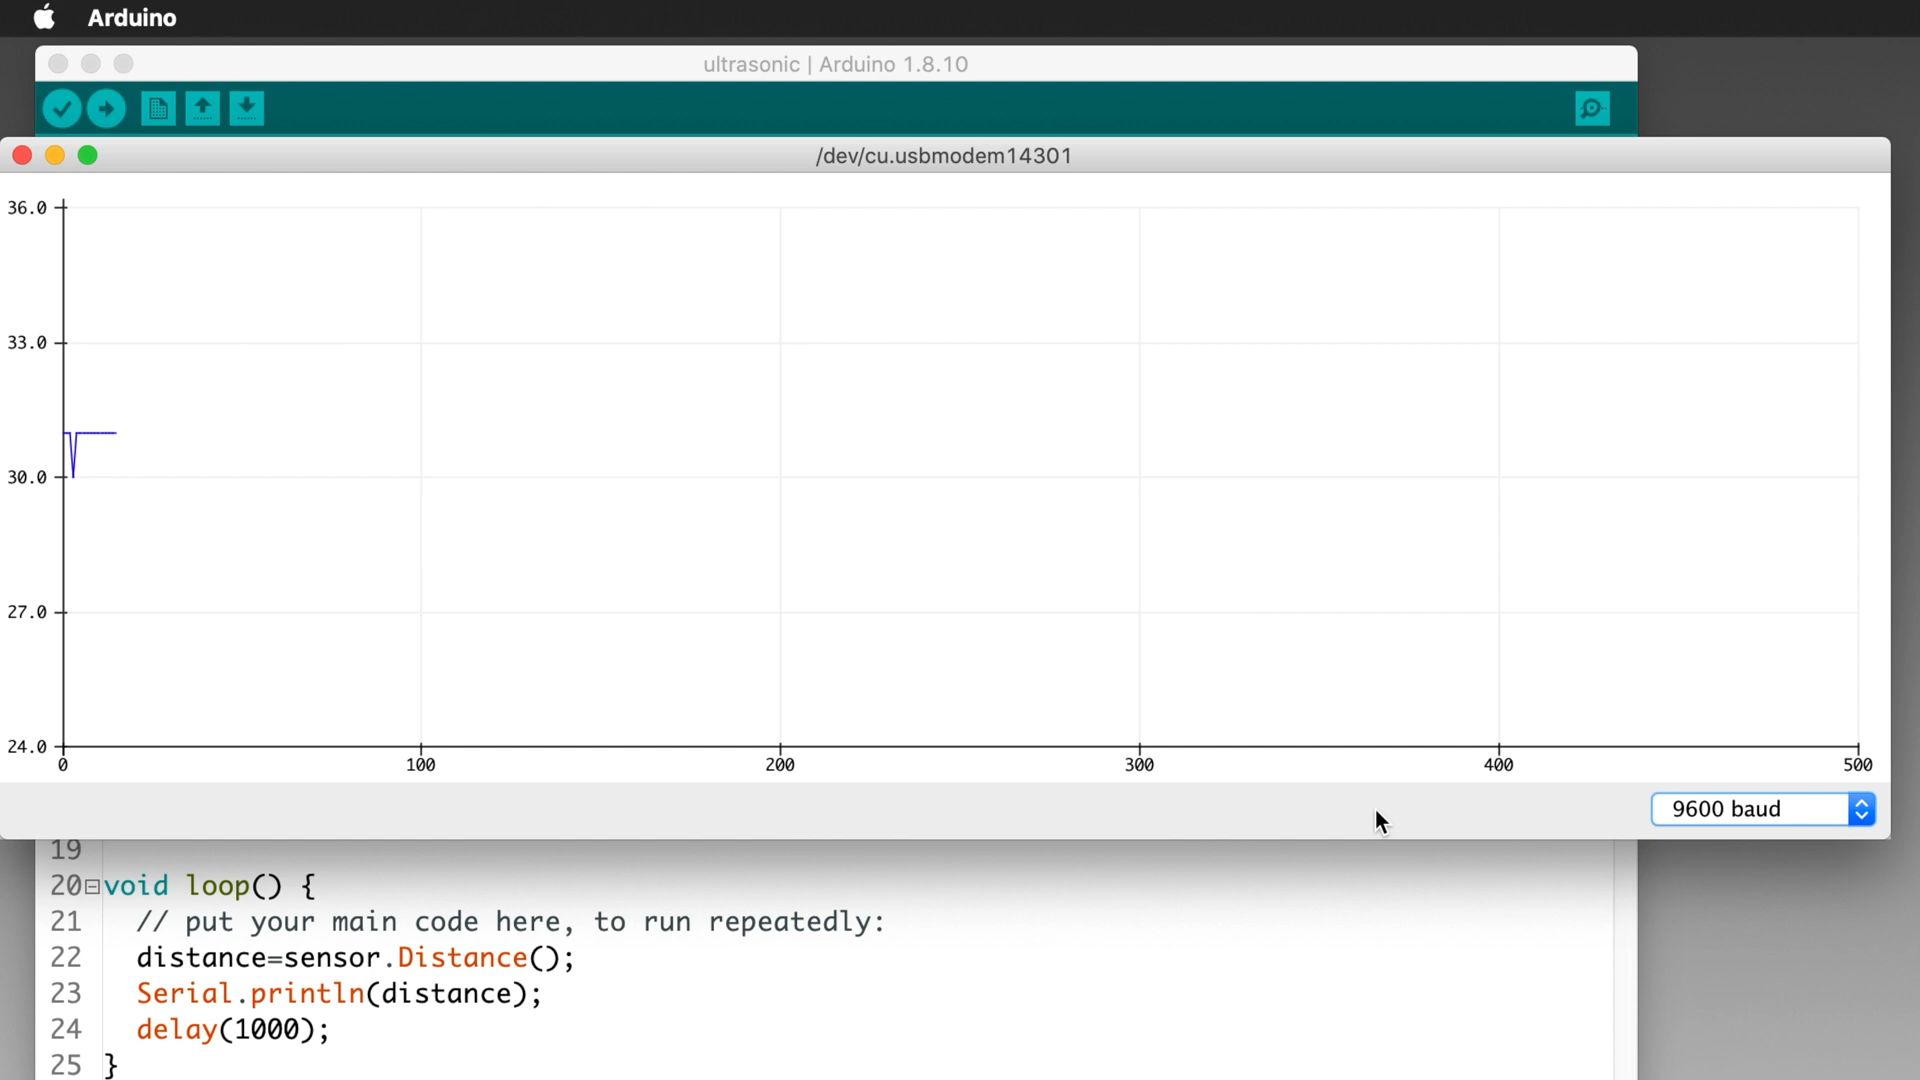 Arduino
ultrasonic | Arduino 1.8.10
/dev/cu.usbmodem14301
36.0
33.0
30.0
27.0
24.0
0 100 200 300 400 500
9600 baud
19
20 void loop() {
21 // put your main code here, to run repeatedly:
22 distance=sensor.Distance();
23 Serial.println(distance);
24 delay(1000);
25 }